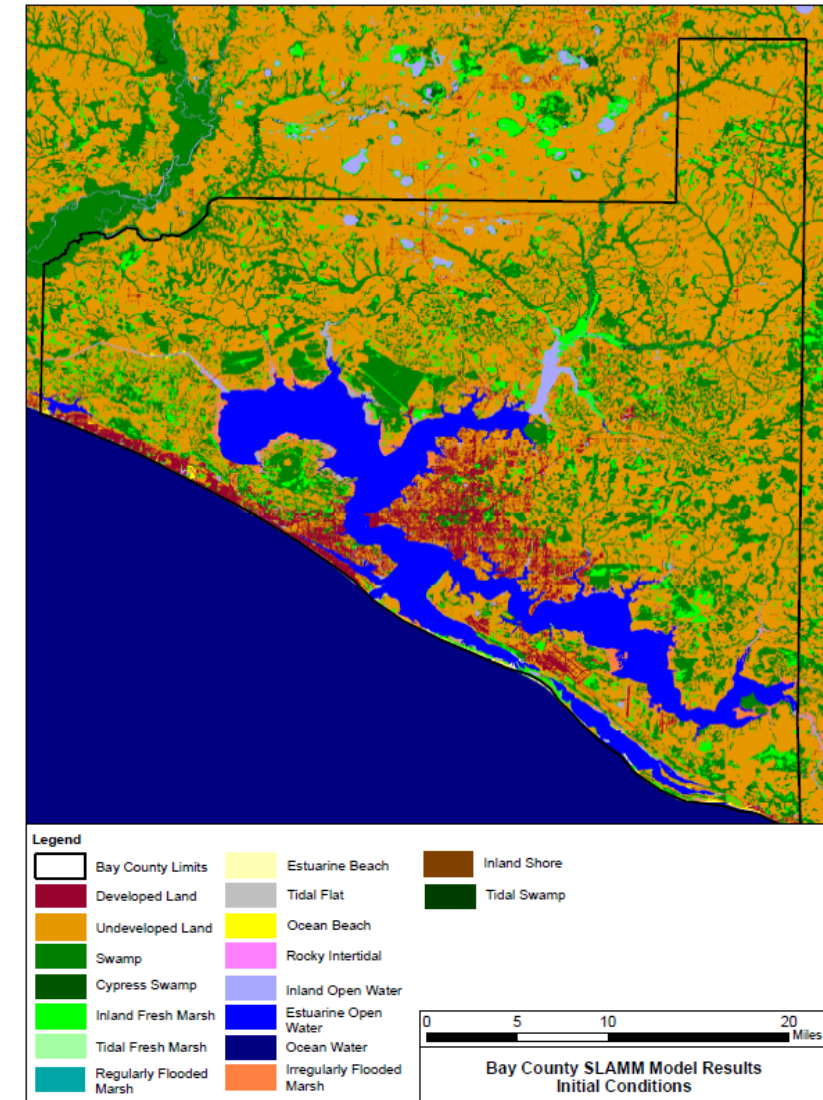 Legend
Bay County Limits
Developed Land
Undeveloped Land
Swamp
Cypress Swamp
Inland Fresh Marsh
Tidal Fresh Marsh
Regularly Flooded
Marsh
Estuarine Beach
Tidal Flat
Ocean Beach
Rocky Intertidal
Inland Open Water
Estuarine Open
Water
Ocean Water
Irregularly Flooded
Marsh
Inland Shore
Tidal Swamp
0 5 10 20
Miles
Bay County SLAMM Model Results
Initial Conditions